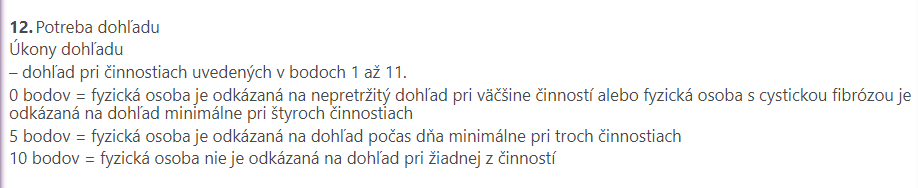 12. Potreba dohľadu
Úkony dohľadu
– dohľad pri činnostiach uvedených v bodoch 1 až 11.
0 bodov = fyzická osoba je odkázaná na nepretržitý dohľad pri väčšine činností alebo fyzická osoba s cystickou fibrózou je
odkázaná na dohľad minimálne pri štyroch činnostiach
5 bodov = fyzická osoba je odkázaná na dohľad počas dňa minimálne pri troch činnostiach
10 bodov = fyzická osoba nie je odkázaná na dohľad pri žiadnej z činností